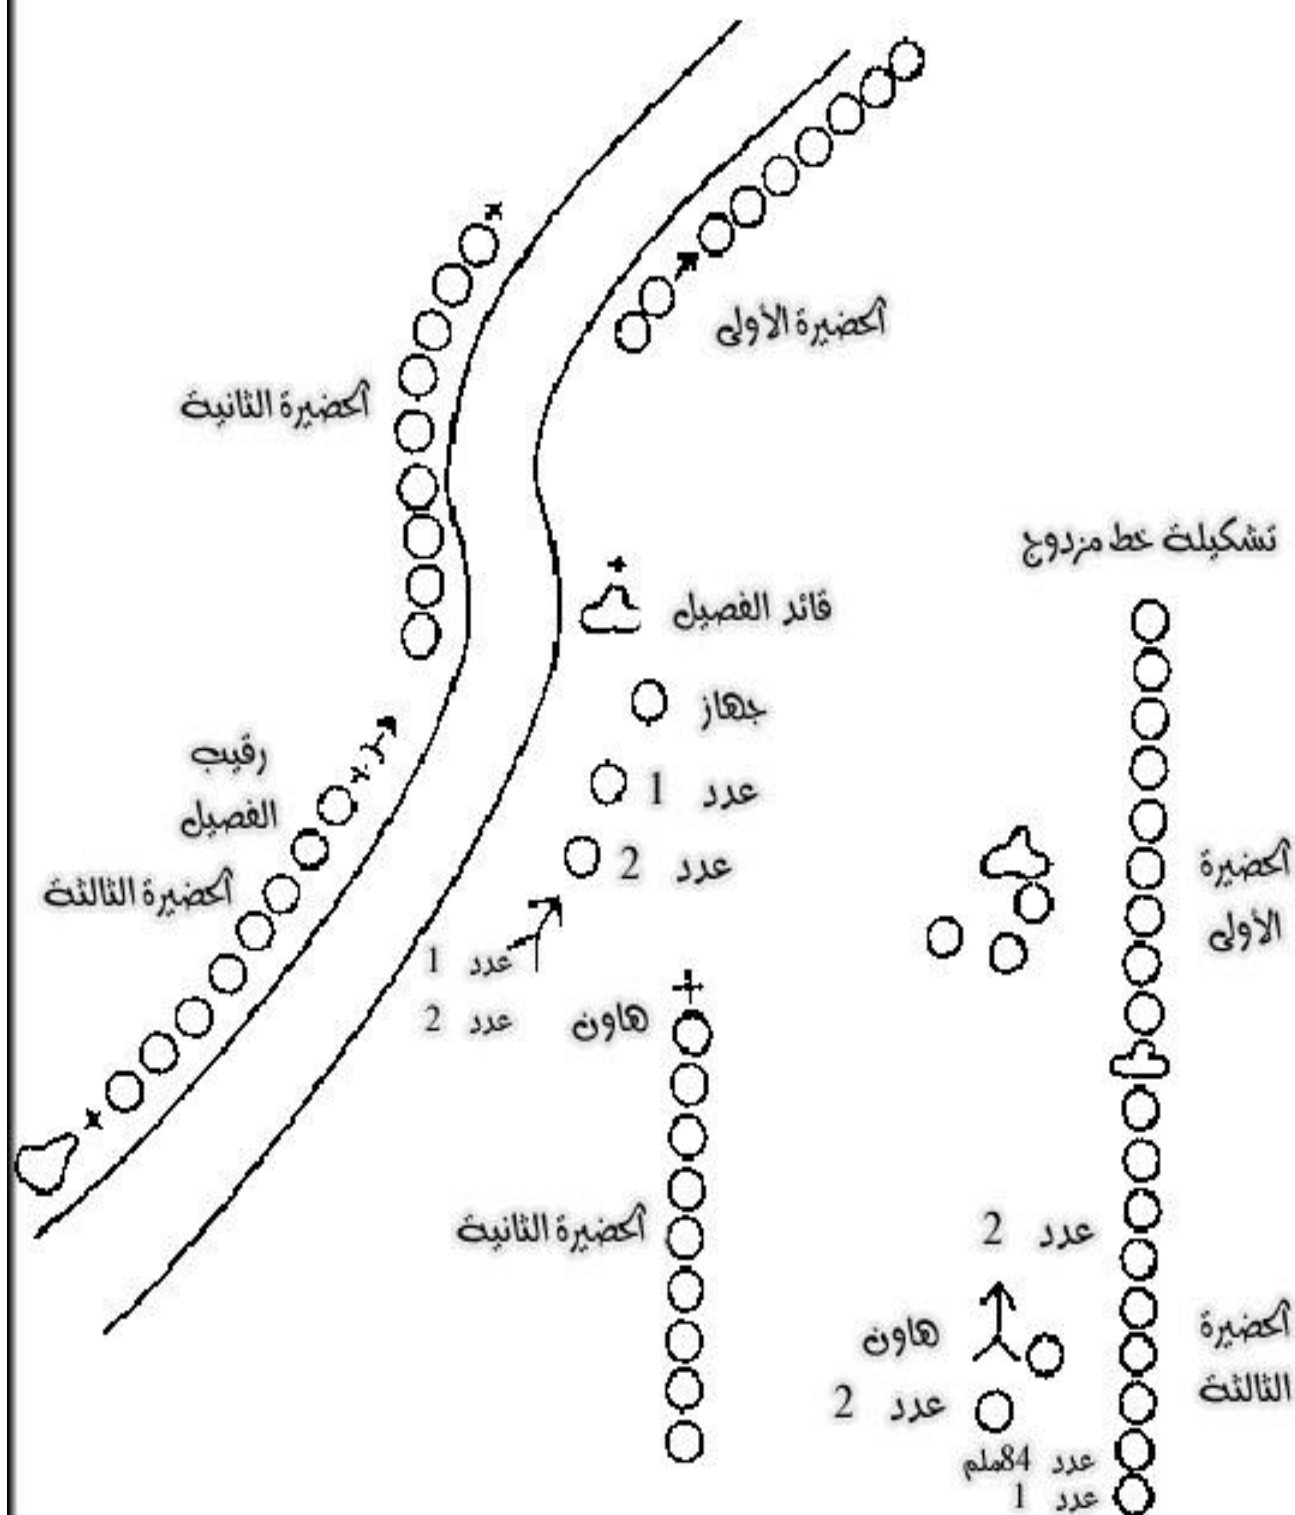 الحضيرة الأولى
الحضيرة الثانية
تشكيلة خط مزدوج
قائد الفصيل
جهاز
رقيب
الفصيل
عدد 1
عدد 2
الحضيرة الثالثة
الحضيرة
الأولى
عدد 1
هاون عدد 2
الحضيرة الثانية
عدد 2
هاون
الحضيرة
الثالثة
عدد 2
عدد 84ملم
عدد 1